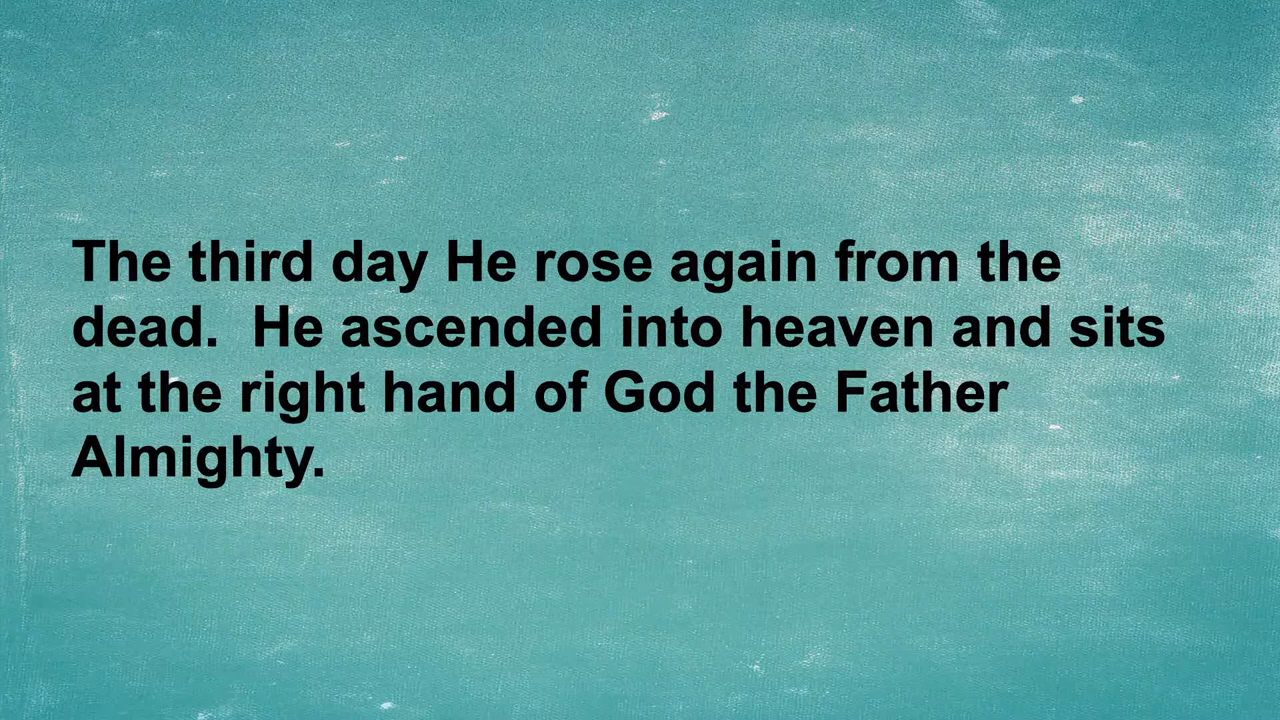 The third day He rose again from the
dead.  He ascended into heaven and sits
at the right hand of God the Father
Almighty.